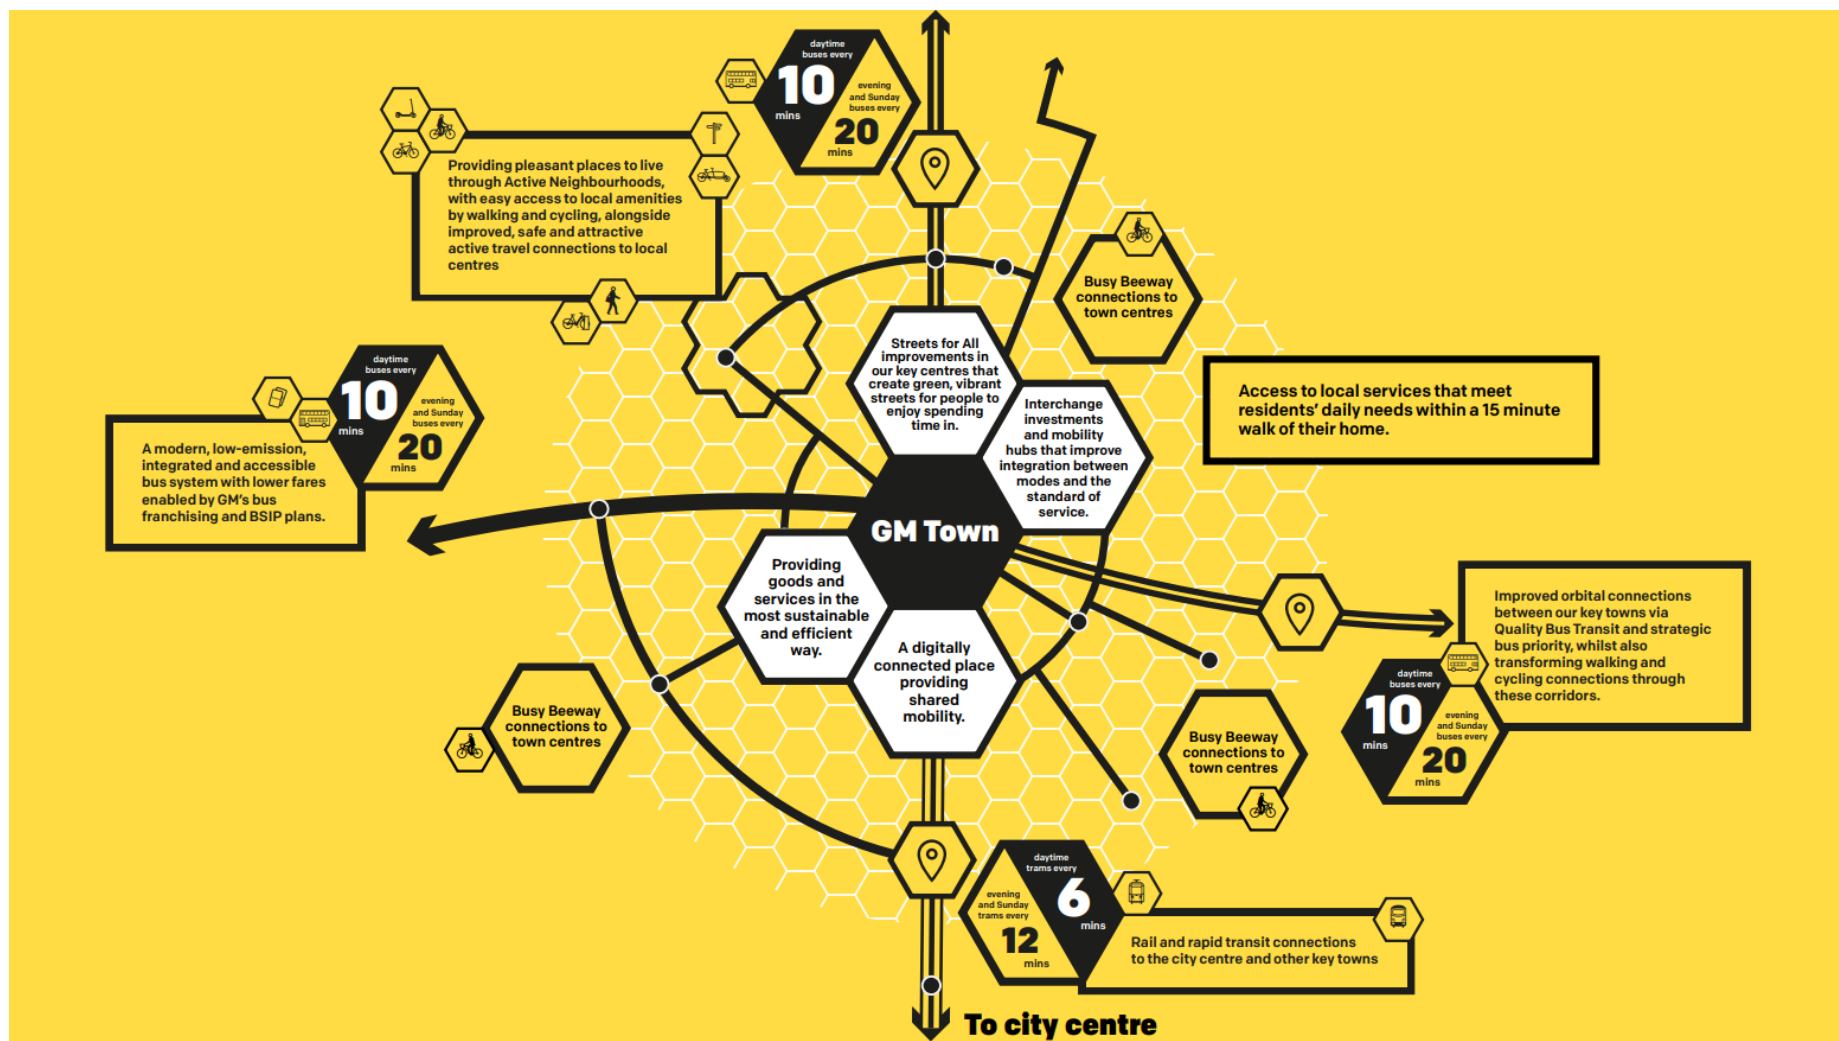 daytime
buses every
10
mins
evening
and Sunday
buses every
20
mins
Providing pleasant places to live
through Active Neighbourhoods,
with easy access to local amenities
by walking and cycling, alongside
improved, safe and attractive
active travel connections to local
centres
Busy Beeway
connections to
town centres
Streets for All
improvements in
our key centres that
create green, vibrant
streets for people to
enjoy spending
time in.
Interchange
investments
and mobility
hubs that improve
integration between
modes and the
standard of
service.
Access to local services that meet
residents' daily needs within a 15 minute
walk of their home.
daytime
buses every
10
mins
evening
and Sunday
buses every
20
mins
A modern, low-emission,
integrated and accessible
bus system with lower fares
enabled by GM's bus
franchising and BSIP plans.
GM Town
Providing
goods and
services in the
most sustainable
and efficient
way.
A digitally
connected place
providing
shared
mobility.
Improved orbital connections
between our key towns via
Quality Bus Transit and strategic
bus priority, whilst also
transforming walking and
cycling connections through
these corridors.
daytime
buses every
10
mins
evening
and Sunday
buses every
20
mins
Busy Beeway
connections to
town centres
Busy Beeway
connections to
town centres
daytime
trams every
6
mins
evening
and Sunday
trams every
12
mins
Rail and rapid transit connections
to the city centre and other key towns
To city centre